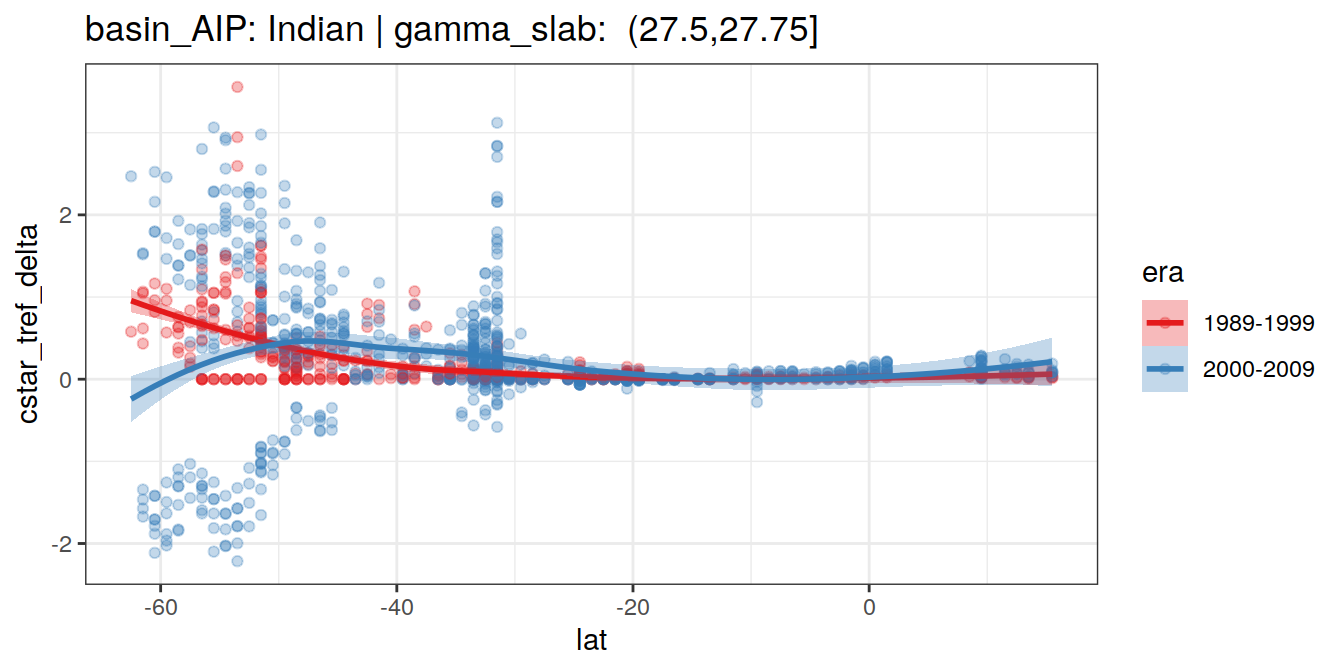 basin_AIP: Indian | gamma_slab:  (27.5,27.75]
cstar_tref_delta
2
0
-2
-60
-40
-20
0
lat
era
1989-1999
2000-2009